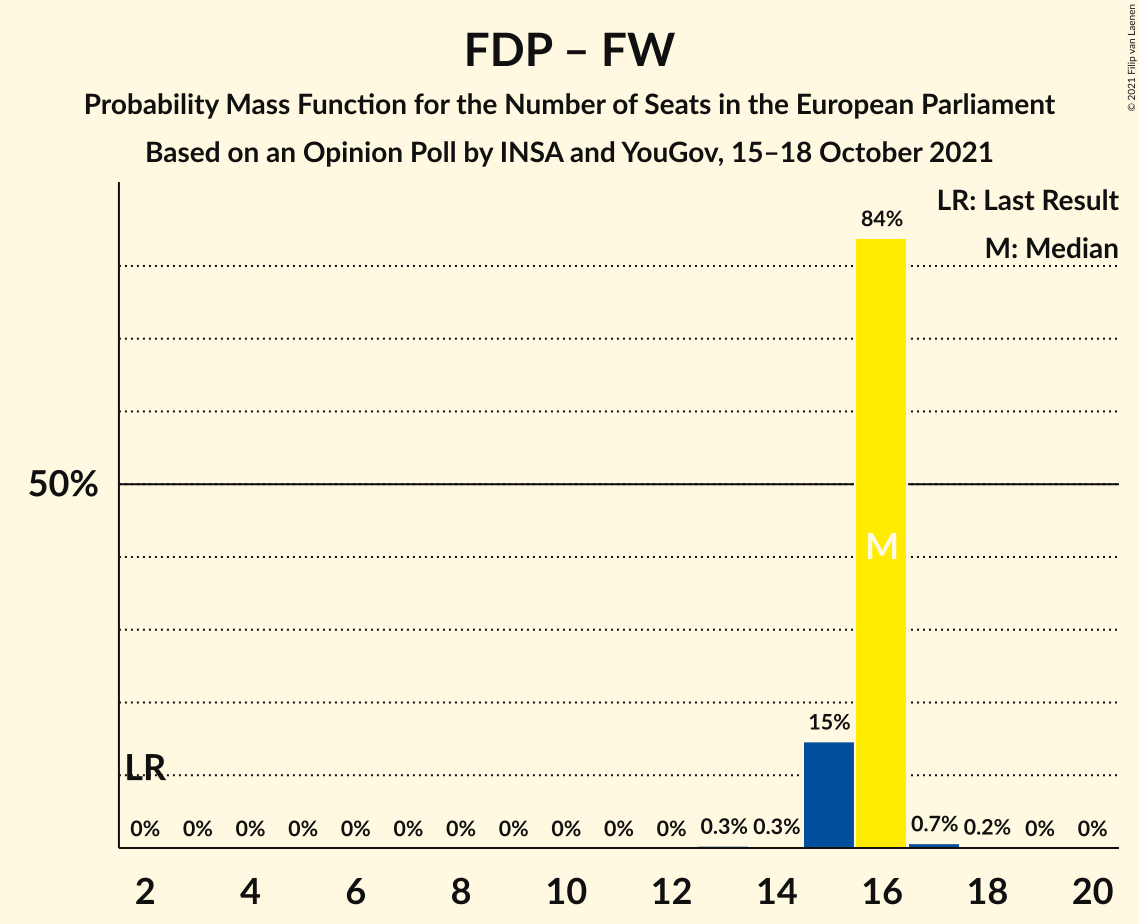 FDP – FW
Probability Mass Function for the Number of Seats in the European Parliament
Based on an Opinion Poll by INSA and YouGov, 15–18 October 2021
© 2021 Filip van Laenen
LR: Last Result
M: Median
84%
50%
M
15%
LR
0% 0% 0% 0% 0% 0% 0% 0% 0% 0% 0% 0.3% 0.3% 0.7% 0.2% 0% 0%
2 4 6 8 10 12 14 16 18 20